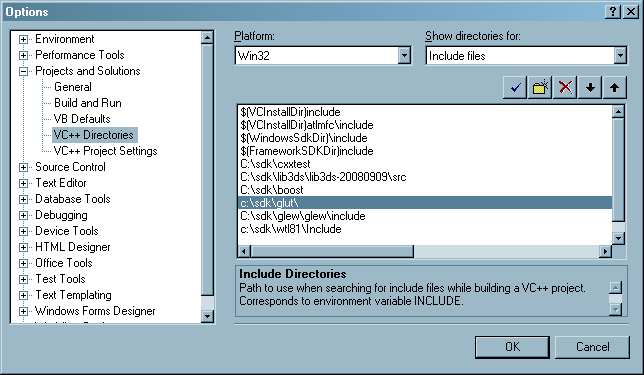 Options
Platform:
Show directories for:
Win32
Include files
Environment
Performance Tools
Projects and Solutions
General
Build and Run
VB Defaults
VC++ Directories
VC++ Project Settings
Source Control
Text Editor
Database Tools
Debugging
Device Tools
HTML Designer
Office Tools
Test Tools
Text Templating
Windows Forms Designer
$(VCInstallDir)include
$(VCInstallDir)atlmfc\include
$(WindowsSdkDir)\include
$(FrameworkSDKDir)include
C:\sdk\cxxtest
C:\sdk\lib3ds\lib3ds-20080909\src
C:\sdk\boost
c:\sdk\glut\
C:\sdk\glew\glew\include
c:\sdk\wtl81\Include
Include Directories
Path to use when searching for include files while building a VC++ project.
Corresponds to environment variable INCLUDE.
OK
Cancel